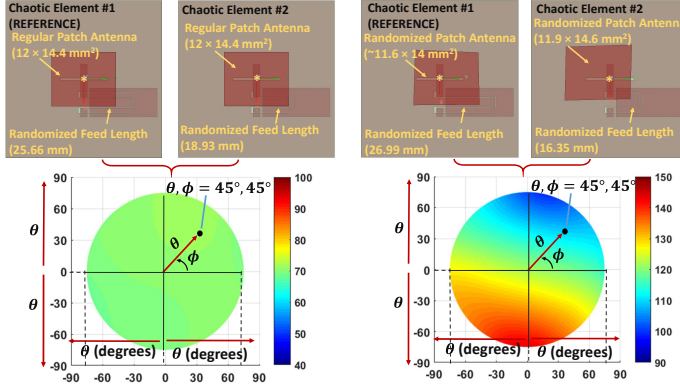 Chaotic Element #1
(REFERENCE)
Regular Patch Antenna
(12 × 14.4 mm²)
Randomized Feed Length
(25.66 mm)
Chaotic Element #2
Regular Patch Antenna
(12 × 14.4 mm²)
Randomized Feed Length
(18.93 mm)
Chaotic Element #1
(REFERENCE)
Randomized Patch Antenna
(~11.6 × 14 mm²)
Randomized Feed Length
(26.99 mm)
Chaotic Element #2
Randomized Patch Antenna
(11.9 × 14.6 mm²)
Randomized Feed Length
(16.35 mm)
θ, ϕ = 45°, 45°
θ
ϕ
θ
θ
90
60
30
0
-30
-60
-90
θ (degrees)
θ (degrees)
-90 -60 -30 0 30 60 90
100
90
80
70
60
50
40
θ, ϕ = 45°, 45°
θ
ϕ
θ
θ
90
60
30
0
-30
-60
-90
θ (degrees)
θ (degrees)
-90 -60 -30 0 30 60 90
150
140
130
120
110
100
90